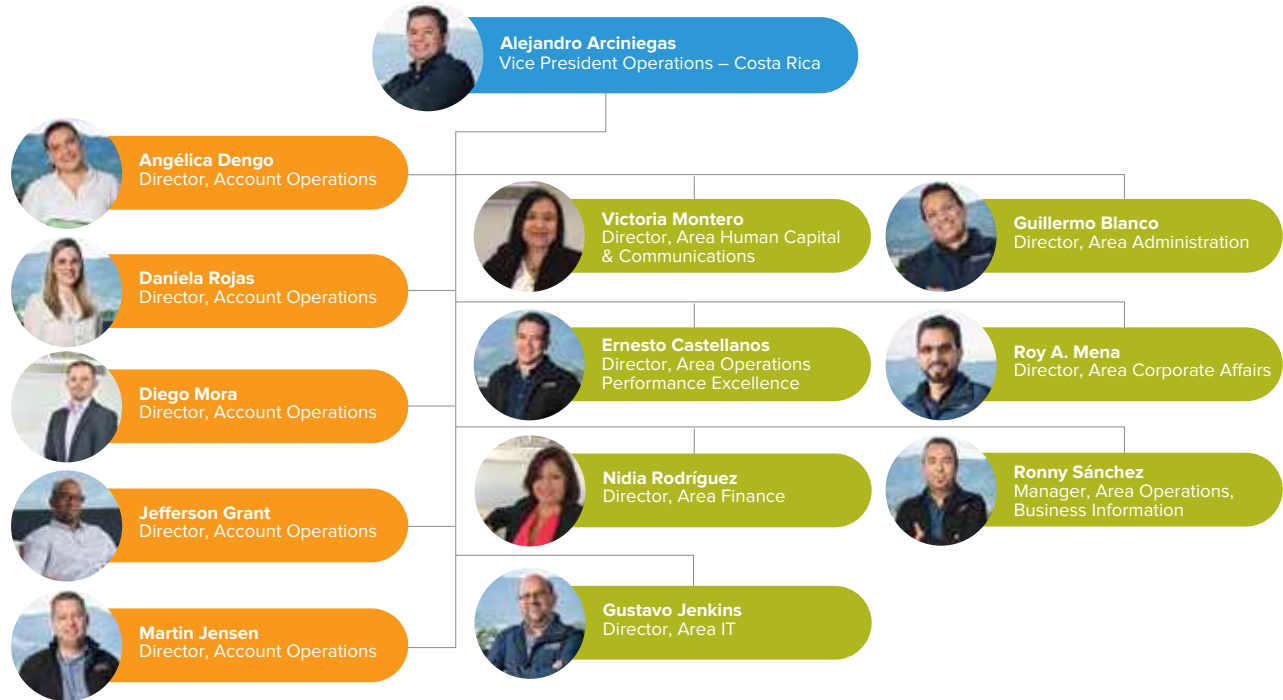 Alejandro Arciniegas
Vice President Operations – Costa Rica
Angélica Dengo
Director, Account Operations
Daniela Rojas
Director, Account Operations
Diego Mora
Director, Account Operations
Jefferson Grant
Director, Account Operations
Martin Jensen
Director, Account Operations
Victoria Montero
Director, Area Human Capital
& Communications
Guillermo Blanco
Director, Area Administration
Ernesto Castellanos
Director, Area Operations
Performance Excellence
Roy A. Mena
Director, Area Corporate Affairs
Nidia Rodríguez
Director, Area Finance
Ronny Sánchez
Manager, Area Operations,
Business Information
Gustavo Jenkins
Director, Area IT